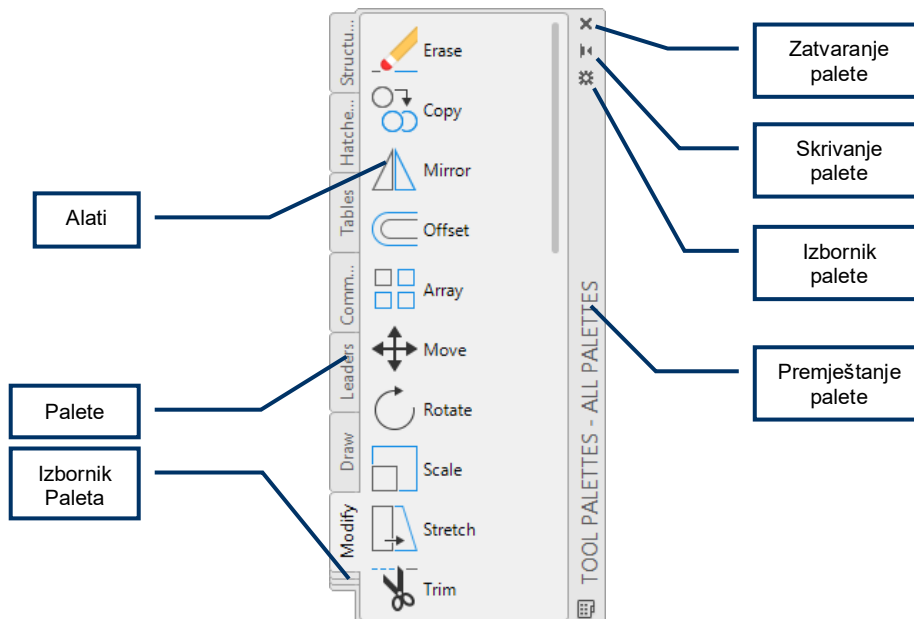 Alati
Palete
Izbornik
Paleta
Structu...
Hatche...
Tables
Comm...
Leaders
Draw
Modify
Erase
Copy
Mirror
Offset
Array
Move
Rotate
Scale
Stretch
Trim
TOOL PALETTES - ALL PALETTES
Zatvaranje
palete
Skrivanje
palete
Izbornik
palete
Premještanje
palete